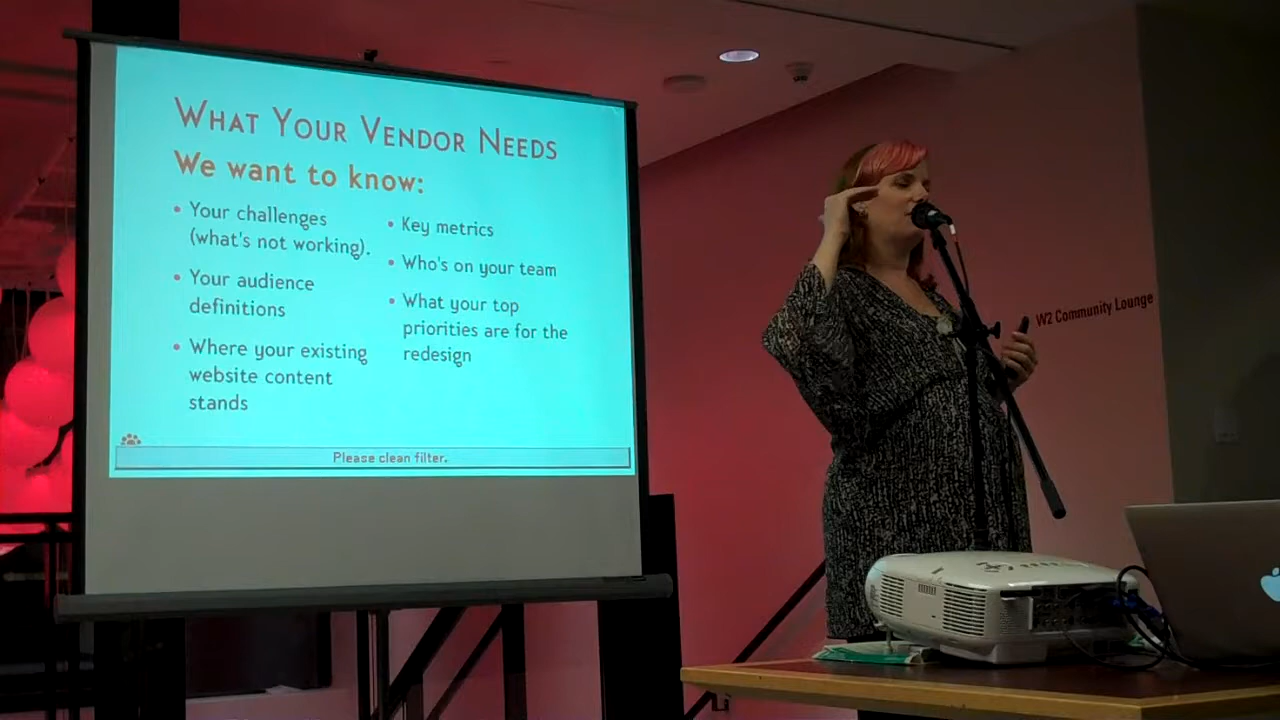 What Your Vendor Needs
We want to know:
• Your challenges
(what's not working).
• Your audience
definitions
• Where your existing
website content
stands
• Key metrics
• Who's on your team
• What your top
priorities are for the
redesign
Please clean filter.
W2 Community Lounge